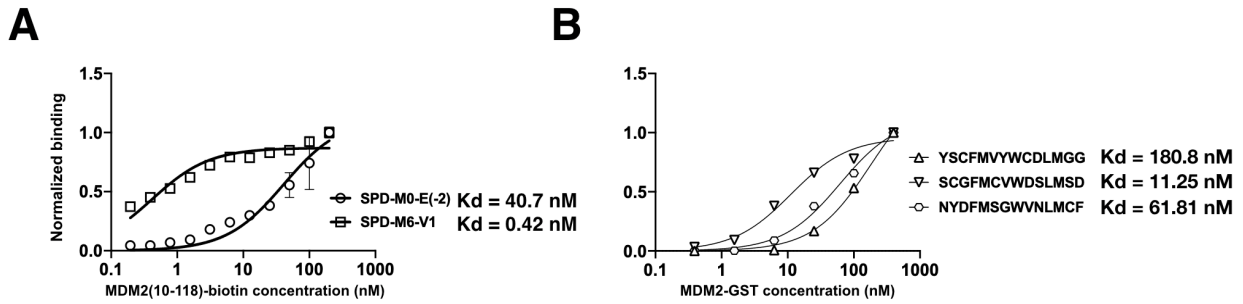 A
Normalized binding
1.5
1.0
0.5
0.0
0.1
1
10
100
1000
MDM2(10-118)-biotin concentration (nM)
SPD-M0-E(-2) Kd = 40.7 nM
SPD-M6-V1 Kd = 0.42 nM
B
1.5
1.0
0.5
0.0
0.1
1
10
100
1000
MDM2-GST concentration (nM)
YSCFMVYWCDLMGG Kd = 180.8 nM
SCGFMCVWDSLMSD Kd = 11.25 nM
NYDFMSGWVNLMCF Kd = 61.81 nM